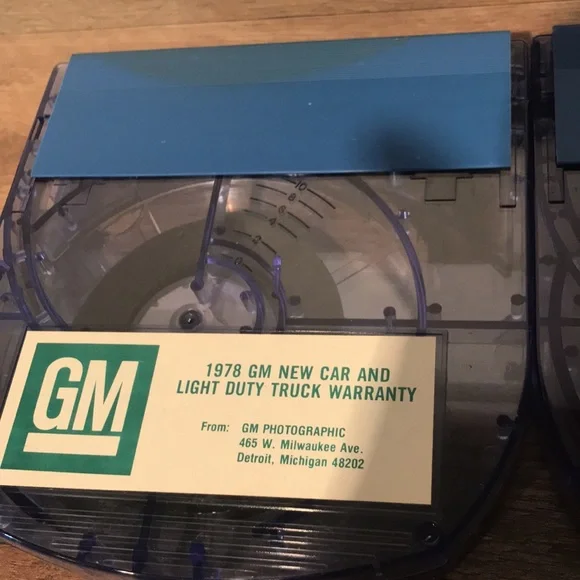 10
8
6
4
2
0
GM
1978 GM NEW CAR AND
LIGHT DUTY TRUCK WARRANTY
From: GM PHOTOGRAPHIC
465 W. Milwaukee Ave.
Detroit, Michigan 48202